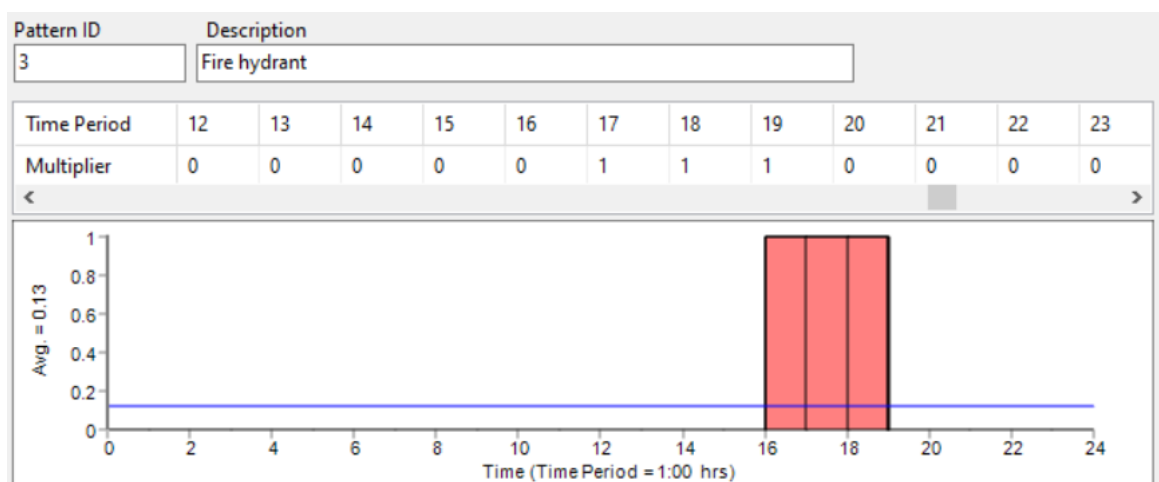 Pattern ID Description
3 Fire hydrant
Time Period 12 13 14 15 16 17 18 19 20 21 22 23
Multiplier 0 0 0 0 0 1 1 1 0 0 0 0
< >
Avg. = 0.13
1
0.8
0.6
0.4
0.2
0
0 2 4 6 8 10 12 14 16 18 20 22 24
Time (Time Period = 1:00 hrs)